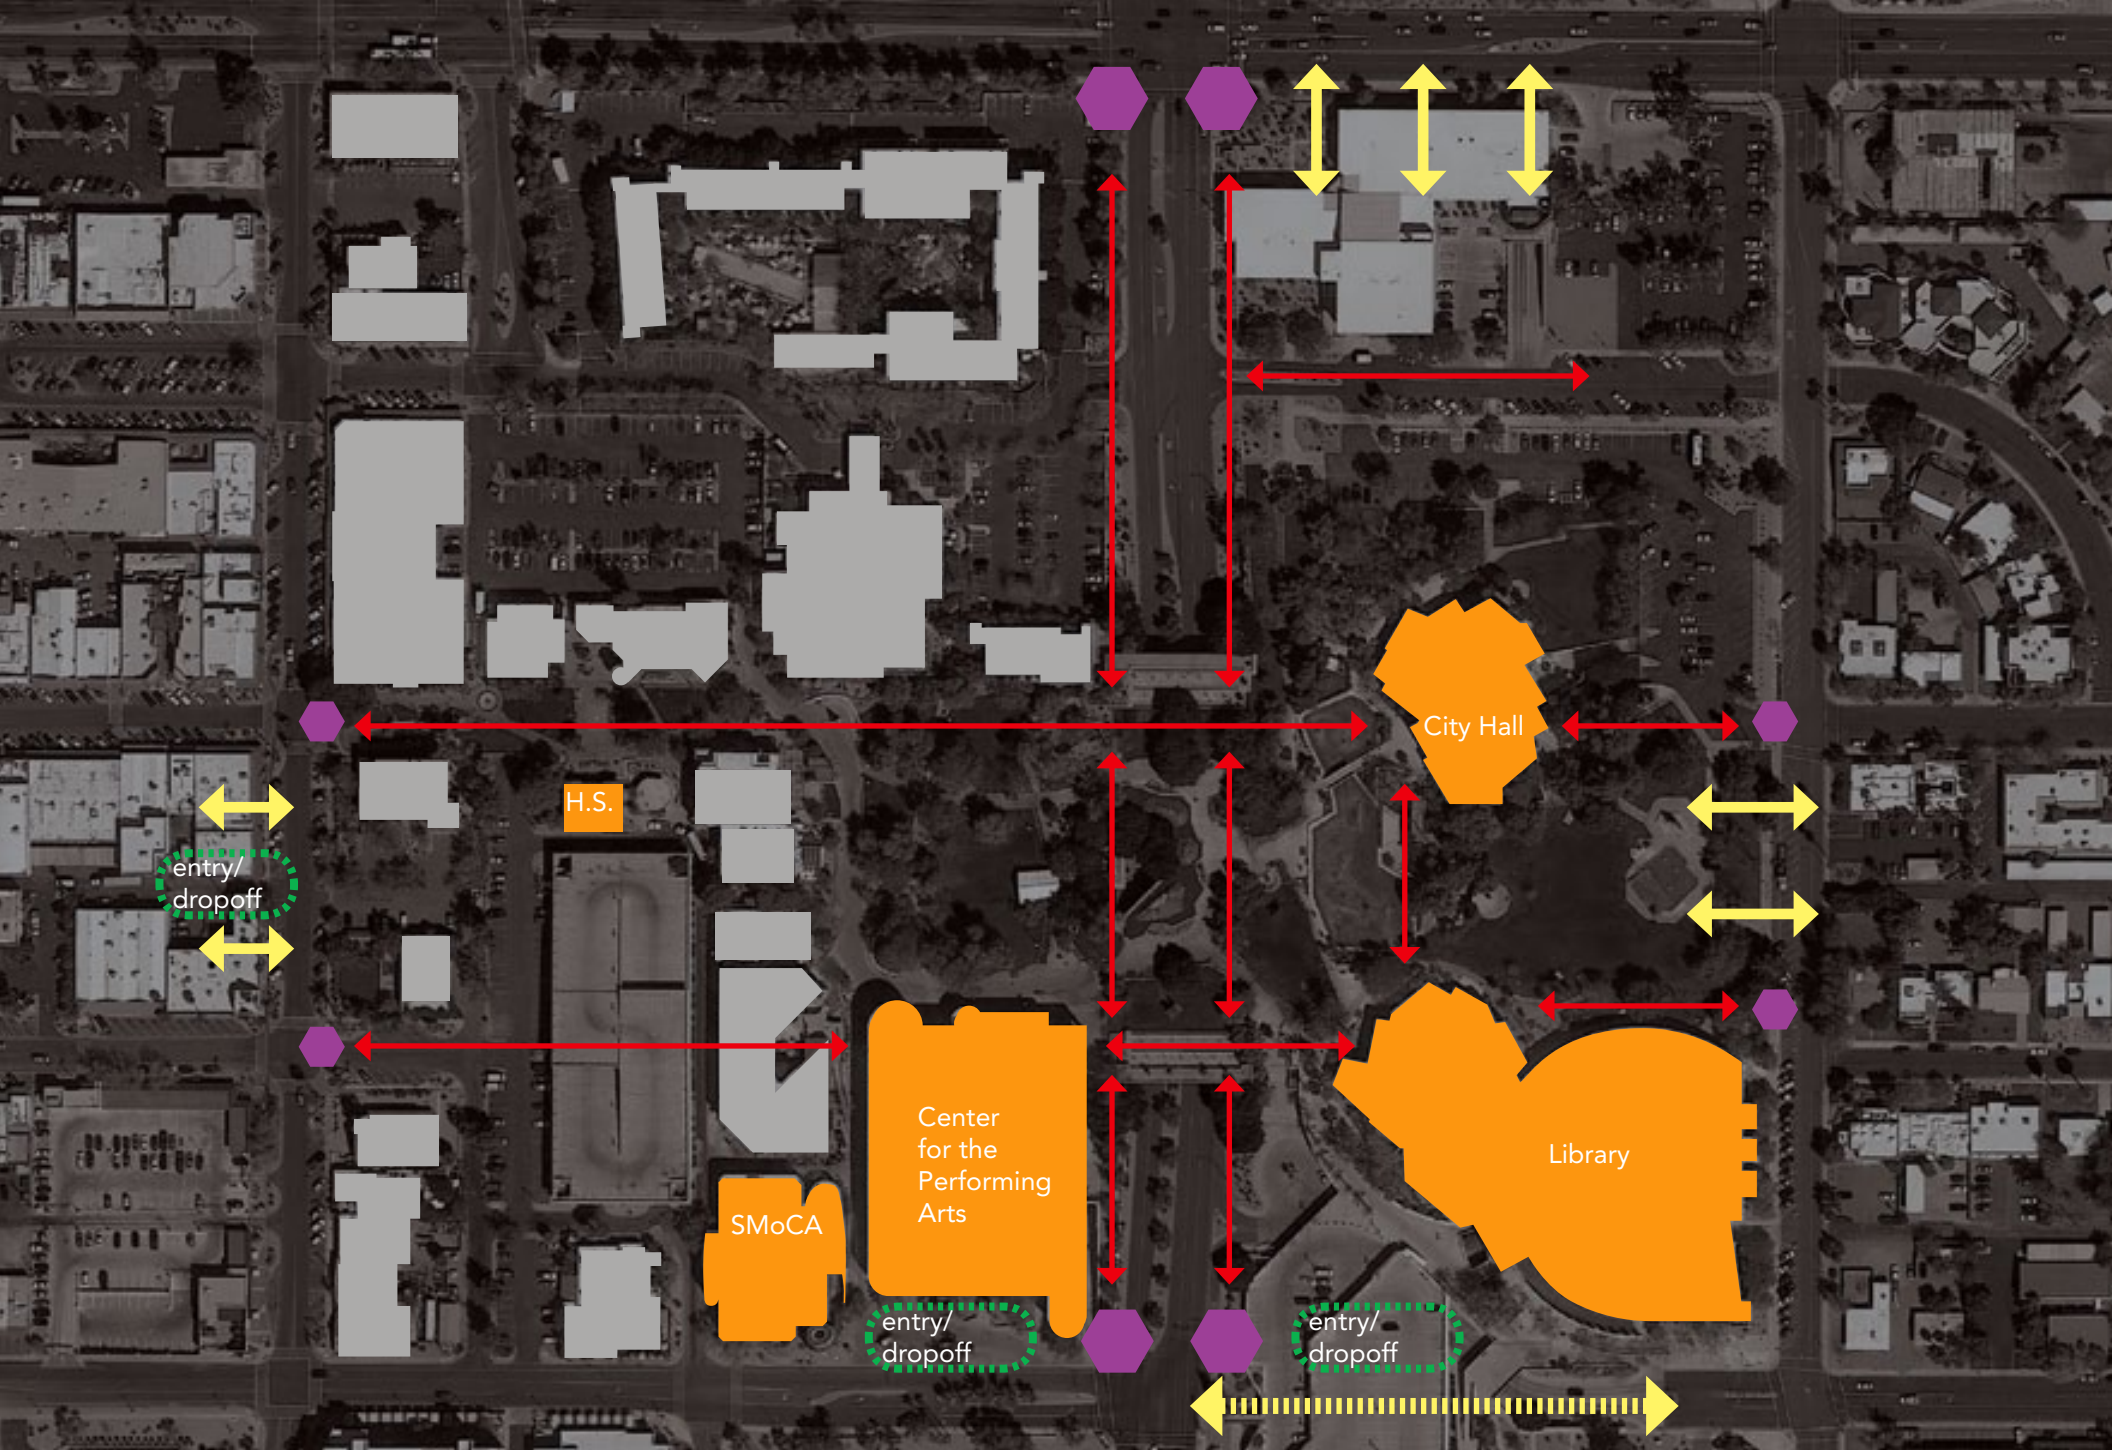 City Hall
H.S.
entry/
dropoff
Center
for the
Performing
Arts
Library
SMoCA
entry/
dropoff
entry/
dropoff